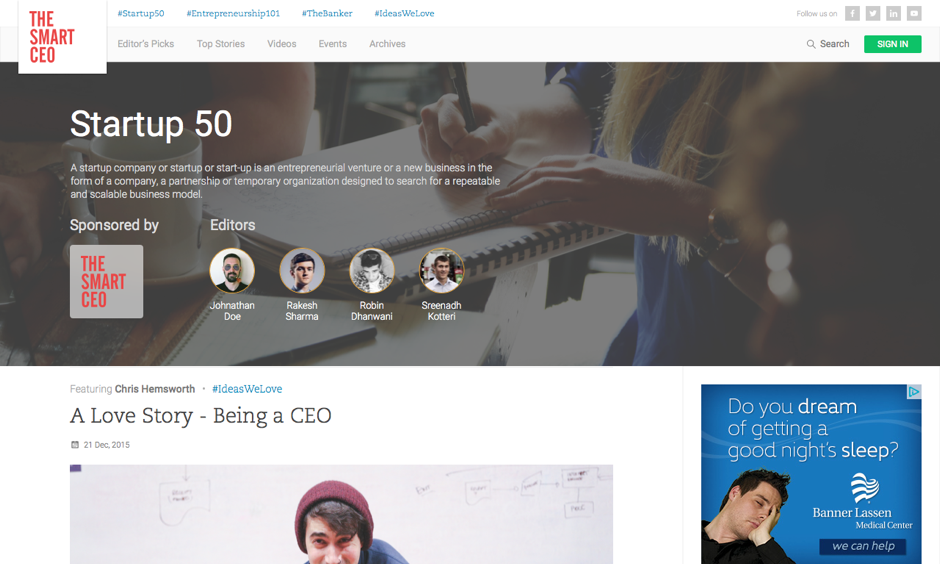 THE
SMART
CEO
#Startup50 #Entrepreneurship101 #TheBanker #IdeasWeLove
Follow us on
Editor's Picks Top Stories Videos Events Archives
Search SIGN IN
Startup 50
A startup company or startup or start-up is an entrepreneurial venture or a new business in the
form of a company, a partnership or temporary organization designed to search for a repeatable
and scalable business model.
Sponsored by
THE
SMART
CEO
Editors
Johnathan
Doe
Rakesh
Sharma
Robin
Dhanwani
Sreenadh
Kotteri
Featuring Chris Hemsworth • #IdeasWeLove
A Love Story - Being a CEO
21 Dec, 2015
Do you dream
of getting a
good night's sleep?
Banner Lassen
Medical Center
we can help